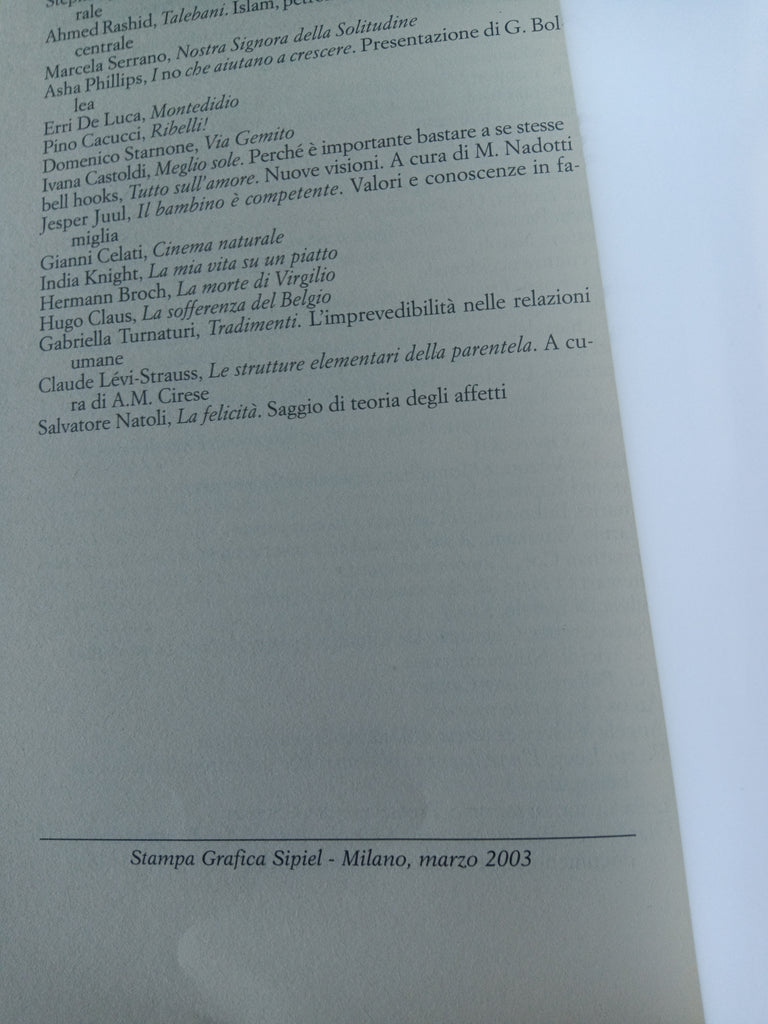 rale
Ahmed Rashid, Talebani. Islam,
centrale
Marcela Serrano, Nostra Signora della Solitudine
Asha Phillips, I no che aiutano a crescere. Presentazione di G. Bol-
lea
Erri De Luca, Montedidio
Pino Cacucci, Ribelli!
Domenico Starnone, Via Gemito
Ivana Castoldi, Meglio sole. Perché è importante bastare a se stesse
bell hooks, Tutto sull'amore. Nuove visioni. A cura di M. Nadotti
Jesper Juul, Il bambino è competente. Valori e conoscenze in fa-
miglia
Gianni Celati, Cinema naturale
India Knight, La mia vita su un piatto
Hermann Broch, La morte di Virgilio
Hugo Claus, La sofferenza del Belgio
Gabriella Turnaturi, Tradimenti. L'imprevedibilità nelle relazioni
umane
Claude Lévi-Strauss, Le strutture elementari della parentela. A cu-
ra di A.M. Cirese
Salvatore Natoli, La felicità. Saggio di teoria degli affetti
Stampa Grafica Sipiel - Milano, marzo 2003